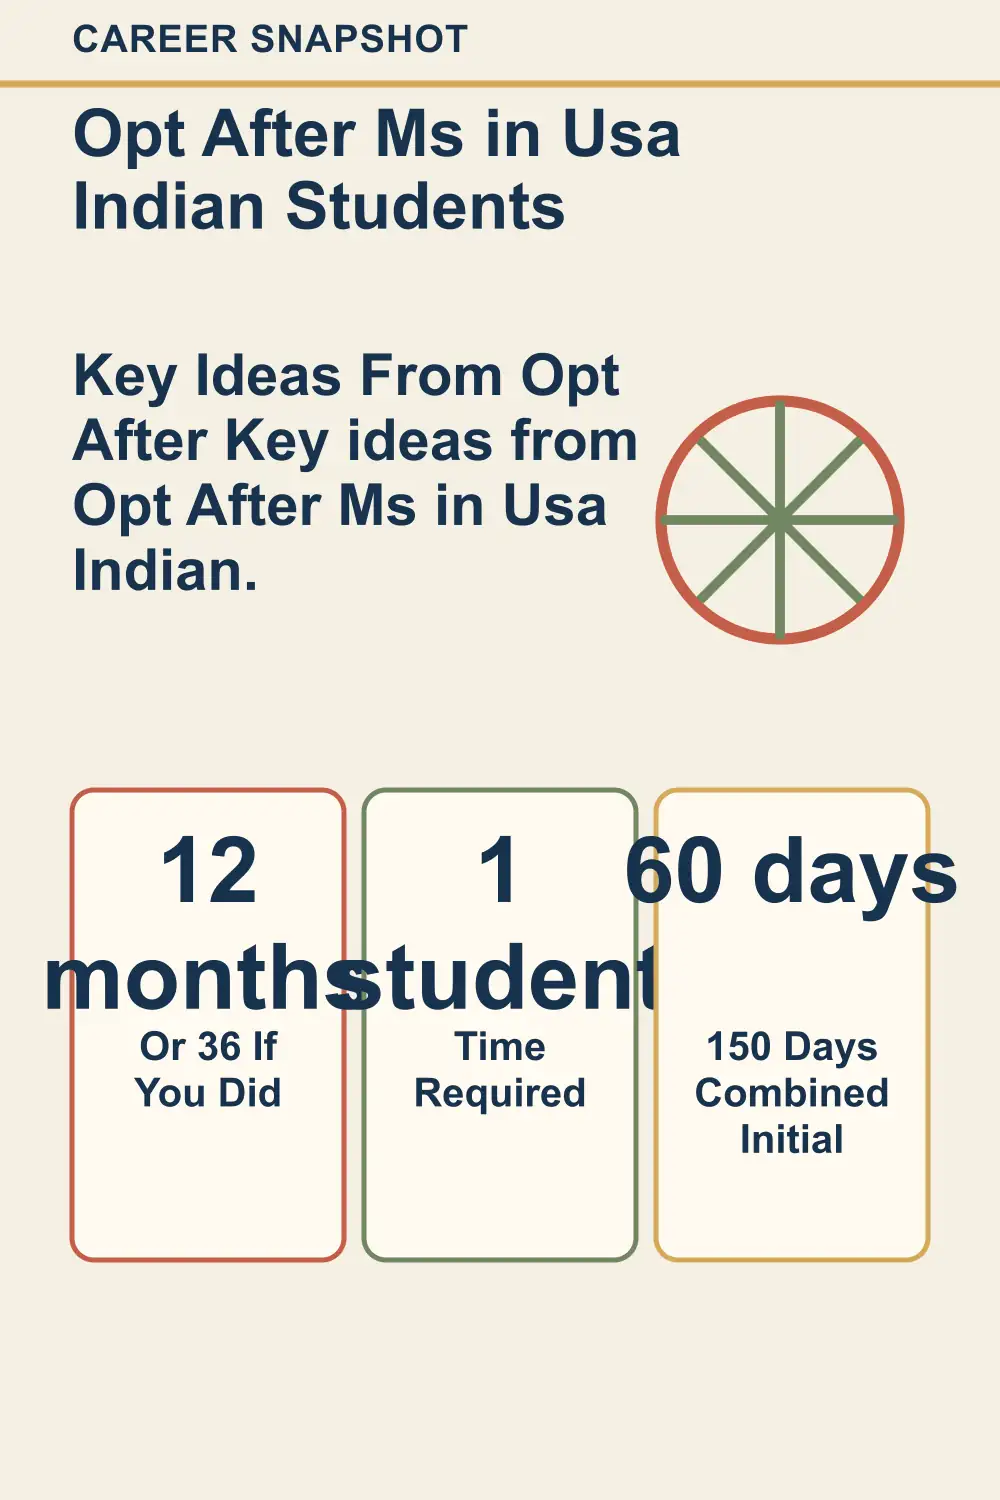 CAREER SNAPSHOT
Opt After Ms in Usa
Indian Students
Key Ideas From Opt
After Key ideas from
Opt After Ms in Usa
Indian.
12
months
Or 36 If
You Did
1
student
Time
Required
60 days
150 Days
Combined
Initial